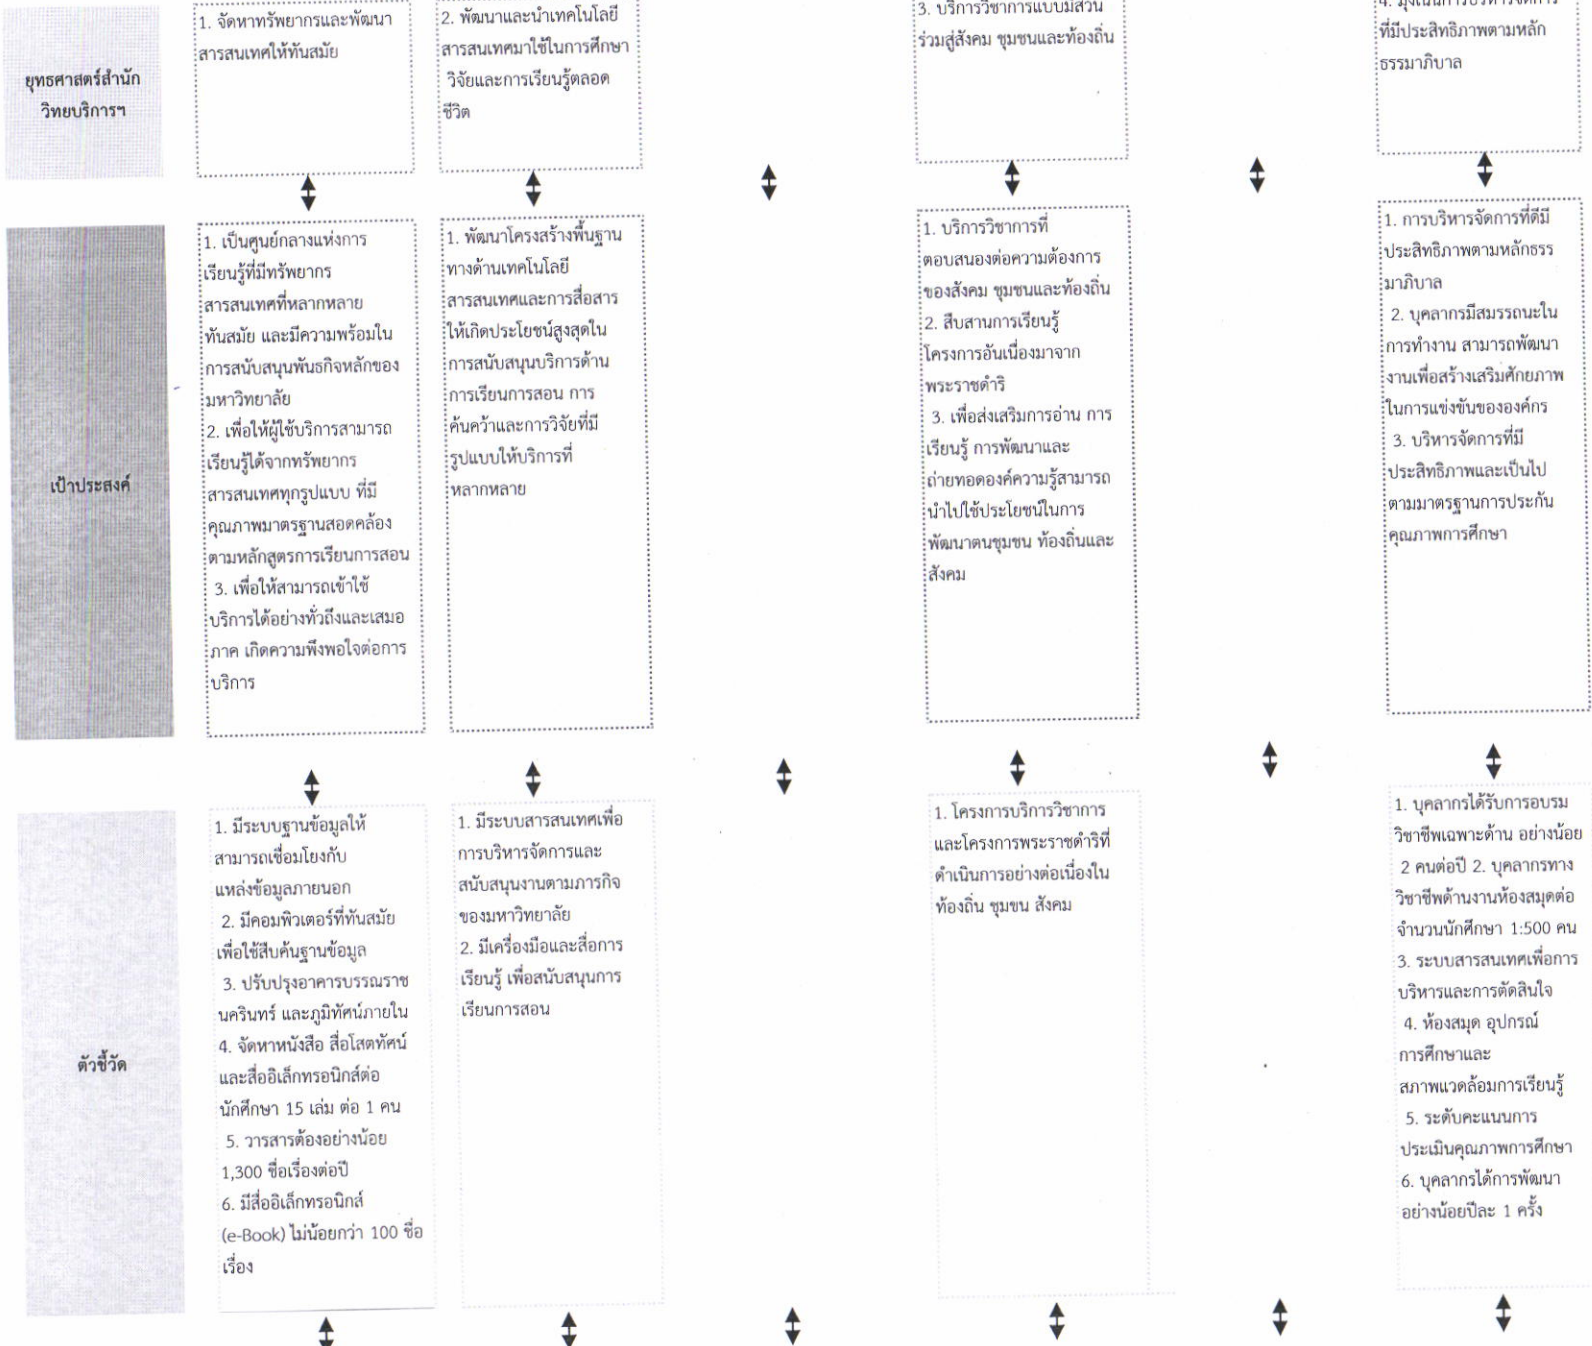 ยุทธศาสตร์สำนัก
วิทยบริการฯ
1. จัดหาทรัพยากรและพัฒนา
สารสนเทศให้ทันสมัย
2. พัฒนาและนำเทคโนโลยี
สารสนเทศมาใช้ในการศึกษา
วิจัยและการเรียนรู้ตลอด
ชีวิต
3. บริการวิชาการแบบมีส่วน
ร่วมสู่สังคม ชุมชนและท้องถิ่น
4. มุ่งเน้นการบริหารจัดการ
ที่มีประสิทธิภาพตามหลัก
ธรรมาภิบาล
เป้าประสงค์
1. เป็นศูนย์กลางแห่งการ
เรียนรู้ที่มีทรัพยากร
สารสนเทศที่หลากหลาย
ทันสมัย และมีความพร้อมใน
การสนับสนุนพันธกิจหลักของ
มหาวิทยาลัย
2. เพื่อให้ผู้ใช้บริการสามารถ
เรียนรู้ได้จากทรัพยากร
สารสนเทศทุกรูปแบบ ที่มี
คุณภาพมาตรฐานสอดคล้อง
ตามหลักสูตรการเรียนการสอน
3. เพื่อให้สามารถเข้าใช้
บริการได้อย่างทั่วถึงและเสมอ
ภาค เกิดความพึงพอใจต่อการ
บริการ
1. พัฒนาโครงสร้างพื้นฐาน
ทางด้านเทคโนโลยี
สารสนเทศและการสื่อสาร
ให้เกิดประโยชน์สูงสุดใน
การสนับสนุนบริการด้าน
การเรียนการสอน การ
ค้นคว้าและการวิจัยที่มี
รูปแบบให้บริการที่
หลากหลาย
1. บริการวิชาการที่
ตอบสนองต่อความต้องการ
ของสังคม ชุมชนและท้องถิ่น
2. สืบสานการเรียนรู้
โครงการอันเนื่องมาจาก
พระราชดำริ
3. เพื่อส่งเสริมการอ่าน การ
เรียนรู้ การพัฒนาและ
ถ่ายทอดองค์ความรู้สามารถ
นำไปใช้ประโยชน์ในการ
พัฒนาตนชุมชน ท้องถิ่นและ
สังคม
1. การบริหารจัดการที่ดีมี
ประสิทธิภาพตามหลักธรร
มาภิบาล
2. บุคลากรมีสมรรถนะใน
การทำงาน สามารถพัฒนา
งานเพื่อสร้างเสริมศักยภาพ
ในการแข่งขันขององค์กร
3. บริหารจัดการที่มี
ประสิทธิภาพและเป็นไป
ตามมาตรฐานการประกัน
คุณภาพการศึกษา
ตัวชี้วัด
1. มีระบบฐานข้อมูลให้
สามารถเชื่อมโยงกับ
แหล่งข้อมูลภายนอก
2. มีคอมพิวเตอร์ที่ทันสมัย
เพื่อใช้สืบค้นฐานข้อมูล
3. ปรับปรุงอาคารบรรณราช
นครินทร์ และภูมิทัศน์ภายใน
4. จัดหาหนังสือ สื่อโสตทัศน์
และสื่ออิเล็กทรอนิกส์ต่อ
นักศึกษา 15 เล่ม ต่อ 1 คน
5. วารสารต้องอย่างน้อย
1,300 ชื่อเรื่องต่อปี
6. มีสื่ออิเล็กทรอนิกส์
(e-Book) ไม่น้อยกว่า 100 ชื่อ
เรื่อง
1. มีระบบสารสนเทศเพื่อ
การบริหารจัดการและ
สนับสนุนงานตามภารกิจ
ของมหาวิทยาลัย
2. มีเครื่องมือและสื่อการ
เรียนรู้ เพื่อสนับสนุนการ
เรียนการสอน
1. โครงการบริการวิชาการ
และโครงการพระราชดำริที่
ดำเนินการอย่างต่อเนื่องใน
ท้องถิ่น ชุมขน สังคม
1. บุคลากรได้รับการอบรม
วิชาชีพเฉพาะด้าน อย่างน้อย
2 คนต่อปี 2. บุคลากรทาง
วิชาชีพด้านงานห้องสมุดต่อ
จำนวนนักศึกษา 1:500 คน
3. ระบบสารสนเทศเพื่อการ
บริหารและการตัดสินใจ
4. ห้องสมุด อุปกรณ์
การศึกษาและ
สภาพแวดล้อมการเรียนรู้
5. ระดับคะแนนการ
ประเมินคุณภาพการศึกษา
6. บุคลากรได้การพัฒนา
อย่างน้อยปีละ 1 ครั้ง